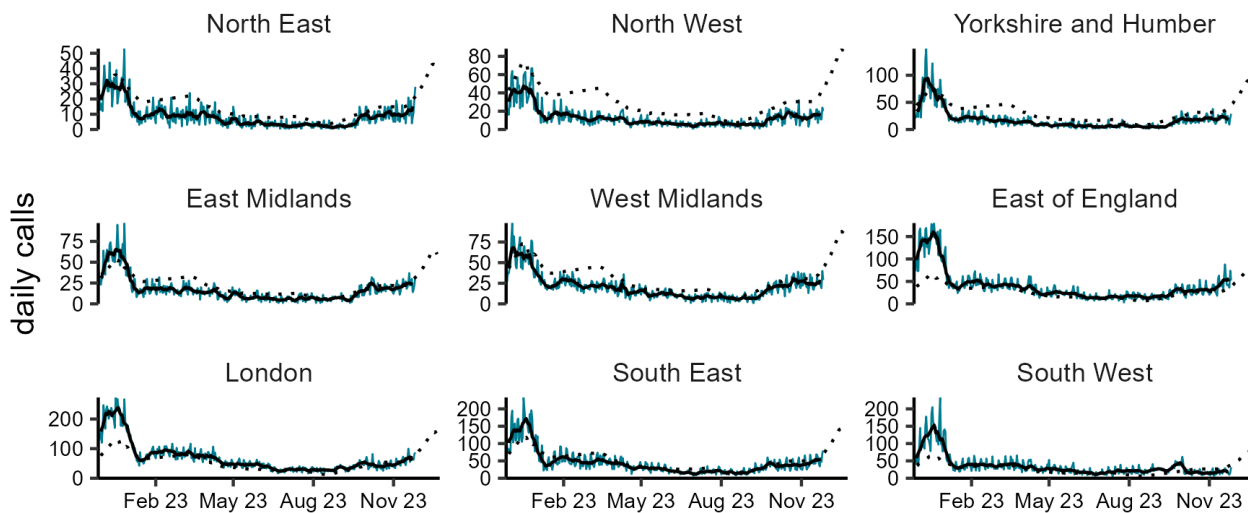 North East North West Yorkshire and Humber
50 80
40 60 100
30 40 50
20 20
10
0 0 0
East Midlands West Midlands East of England
75 75 150
50 50 100
25 25 50
0 0 0
daily calls
London South East South West
200 200 200
150 150
100 100 100
50 50
0 0 0
Feb 23 May 23 Aug 23 Nov 23 Feb 23 May 23 Aug 23 Nov 23 Feb 23 May 23 Aug 23 Nov 23